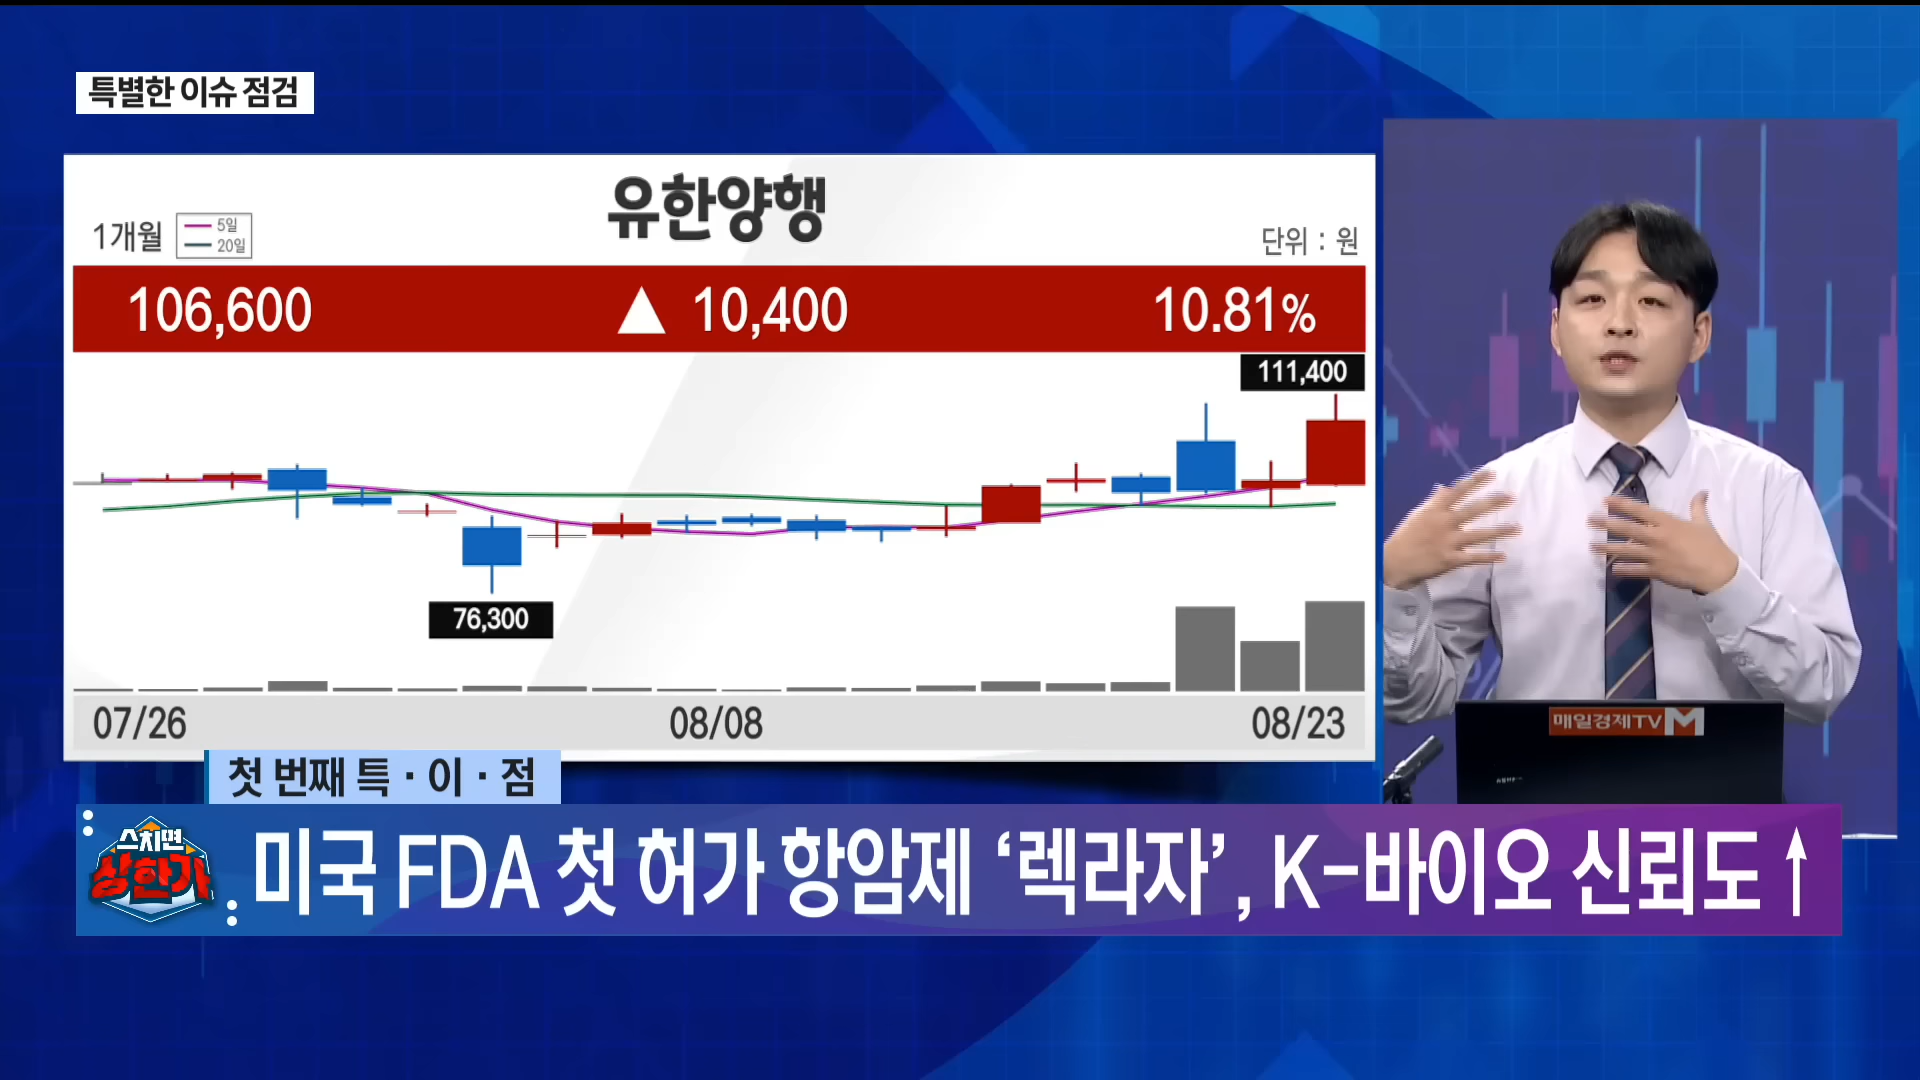 특별한 이슈 점검
유한양행
1개월
5일
20일
단위 : 원
106,600 ▲ 10,400 10.81%
111,400
76,300
07/26 08/08 08/23
매일경제TV M
첫 번째 특·이·점
스치면
상한가
미국 FDA 첫 허가 항암제 ‘렉라자’, K-바이오 신뢰도↑